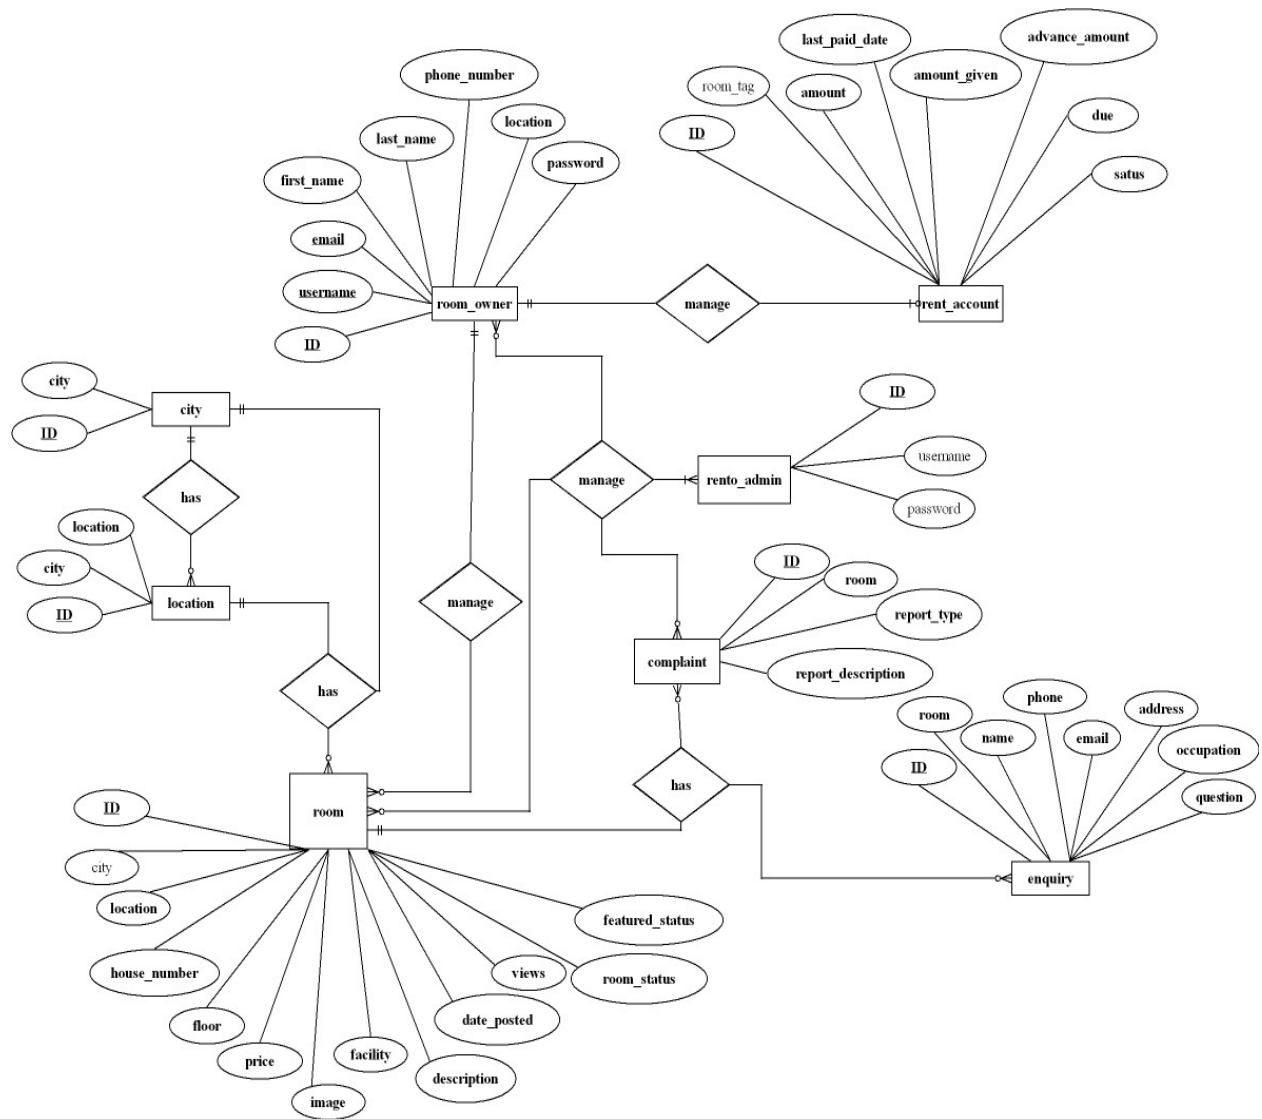 last_paid_date
advance_amount
phone_number
amount_given
room_tag
amount
last_name
location
due
ID
password
first_name
satus
email
username
room_owner
manage
rent_account
ID
city
city
ID
ID
has
manage
rento_admin
username
password
location
city
ID
location
manage
ID
room
report_type
complaint
report_description
has
room
phone
address
name
email
occupation
ID
has
question
room
enquiry
ID
city
location
featured_status
house_number
views
room_status
floor
date_posted
price
facility
description
image